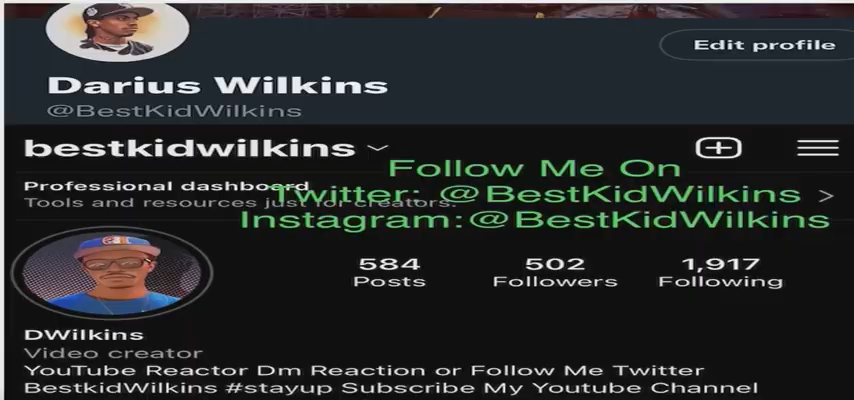 Edit profile
Darius Wilkins
@BestKidWilkins
bestkidwilkins
Follow Me On
Professional dashboard
Twitter: @BestKidWilkins
Tools and resources just for creators.
Instagram:@BestKidWilkins
584 502 1,917
Posts Followers Following
DWilkins
Video creator
YouTube Reactor Dm Reaction or Follow Me Twitter
BestkidWilkins #stayup Subscribe My Youtube Channel